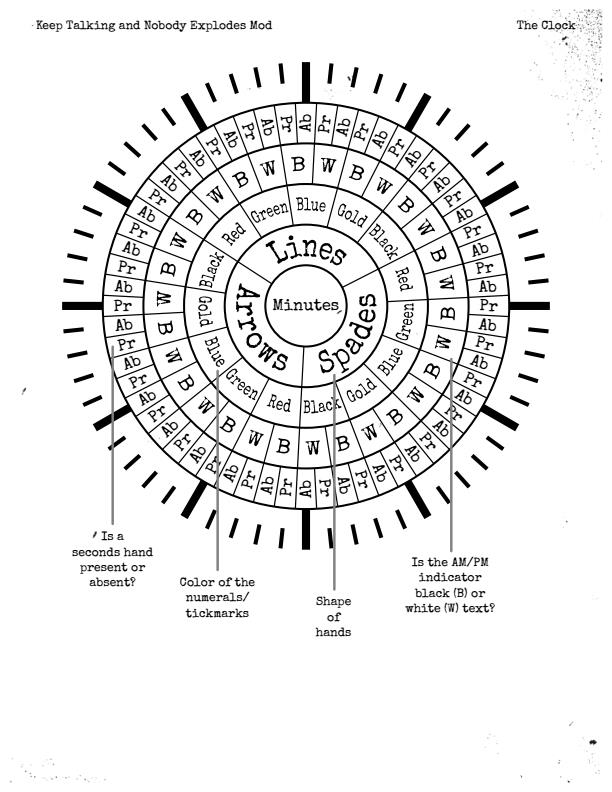 Keep Talking and Nobody Explodes Mod
The Clock
Ab Pr Ab Pr Ab Pr Ab Pr Ab Pr Ab Pr Ab Pr Ab Pr Ab Pr Ab Pr Ab Pr Ab Pr Ab Pr Ab Pr Ab Pr Ab Pr Ab Pr Ab Pr Ab Pr Ab Pr Ab Pr Ab Pr Ab Pr Ab Pr Ab Pr Ab Pr Ab Pr Ab Pr Ab Pr Ab Pr
B W B W B W B W B W B W B W B W B W B W B W B W B W B W B W
Blue Gold Black Red Green Blue Gold Black Red Green Blue Gold Black Red Green
Lines Spades Arrows
Minutes
Is a
seconds hand
present or
absent?
Color of the
numerals/
tickmarks
Shape
of
hands
Is the AM/PM
indicator
black (B) or
white (W) text?